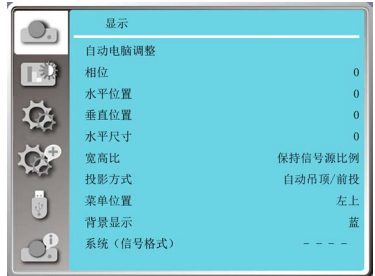 显示
自动电脑调整
相位 0
水平位置 0
垂直位置 0
水平尺寸 0
宽高比 保持信号源比例
投影方式 自动吊顶/前投
菜单位置 左上
背景显示 蓝
系统（信号格式） - - - -